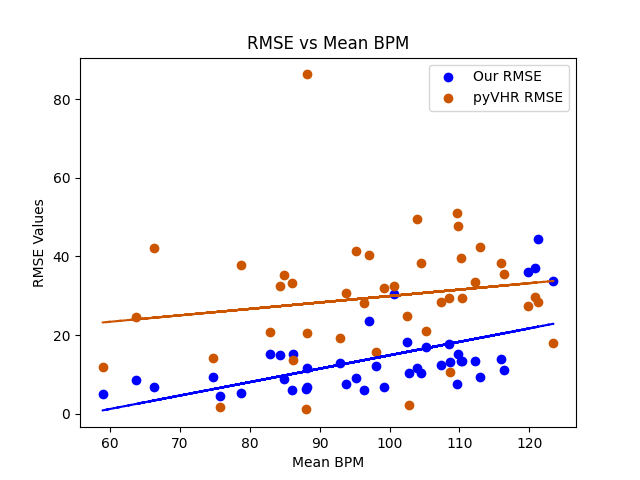 RMSE vs Mean BPM
Our RMSE
pyVHR RMSE
RMSE Values
80
60
40
20
0
60 70 80 90 100 110 120
Mean BPM